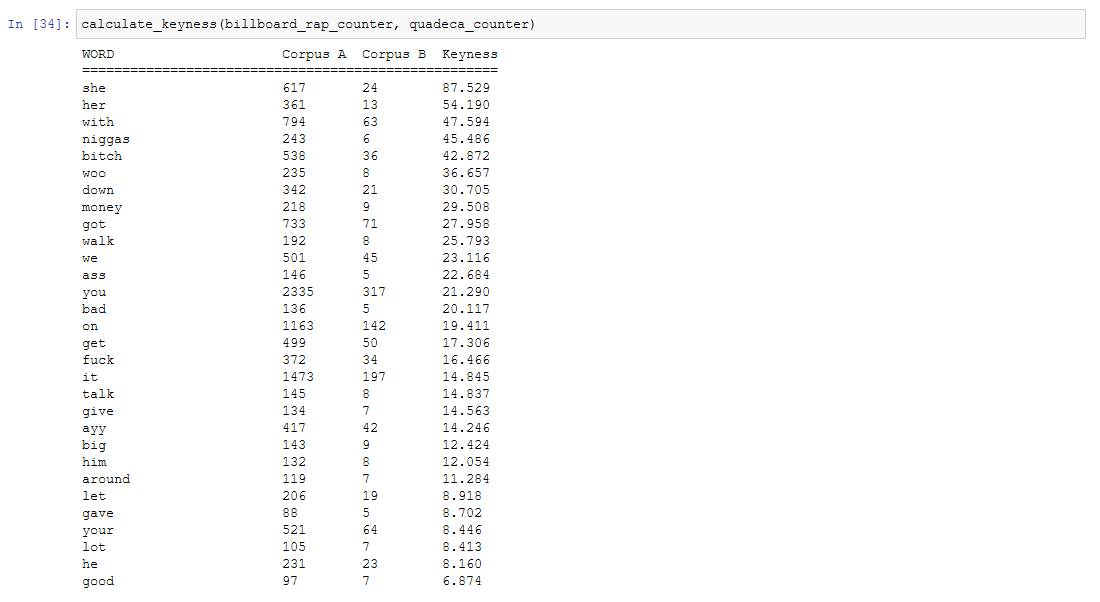 In [34]: calculate_keyness(billboard_rap_counter, quadeca_counter)
WORD Corpus A Corpus B Keyness
====================================================
she 617 24 87.529
her 361 13 54.190
with 794 63 47.594
niggas 243 6 45.486
bitch 538 36 42.872
woo 235 8 36.657
down 342 21 30.705
money 218 9 29.508
got 733 71 27.958
walk 192 8 25.793
we 501 45 23.116
ass 146 5 22.684
you 2335 317 21.290
bad 136 5 20.117
on 1163 142 19.411
get 499 50 17.306
fuck 372 34 16.466
it 1473 197 14.845
talk 145 8 14.837
give 134 7 14.563
ayy 417 42 14.246
big 143 9 12.424
him 132 8 12.054
around 119 7 11.284
let 206 19 8.918
gave 88 5 8.702
your 521 64 8.446
lot 105 7 8.413
he 231 23 8.160
good 97 7 6.874